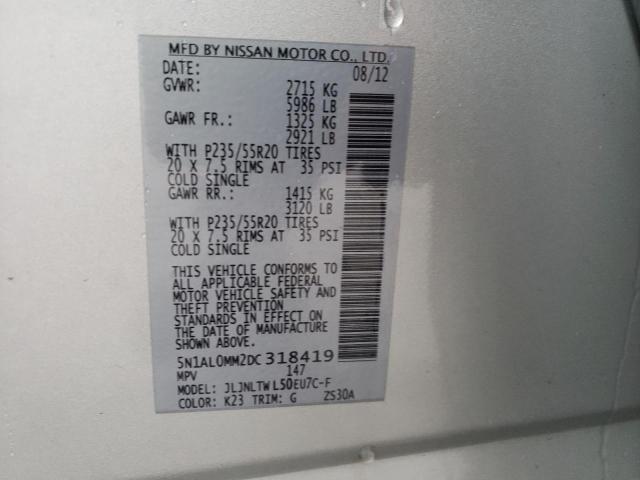 MFD BY NISSAN MOTOR CO., LTD.
DATE: 08/12
GVWR: 2715 KG
5986 LB
GAWR FR.: 1325 KG
2921 LB
WITH P235/55R20 TIRES
20 X 7.5 RIMS AT 35 PSI
COLD SINGLE
GAWR RR.: 1415 KG
3120 LB
WITH P235/55R20 TIRES
20 X 7.5 RIMS AT 35 PSI
COLD SINGLE
THIS VEHICLE CONFORMS TO
ALL APPLICABLE FEDERAL
MOTOR VEHICLE SAFETY AND
THEFT PREVENTION
STANDARDS IN EFFECT ON
THE DATE OF MANUFACTURE
SHOWN ABOVE.
5N1AL0MM2DC318419
MPV 147
MODEL: JLJNLTWL50EU7C-F
COLOR: K23 TRIM: G ZS30A